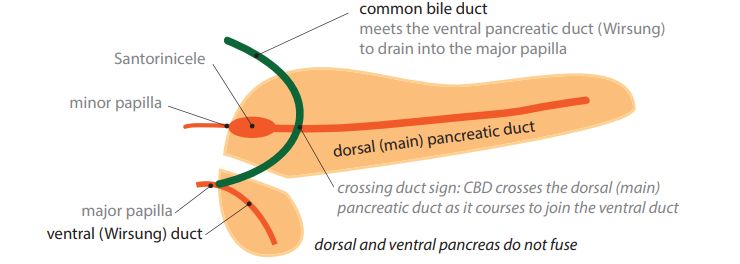 common bile duct
meets the ventral pancreatic duct (Wirsung)
to drain into the major papilla
Santorinicele
minor papilla
dorsal (main) pancreatic duct
crossing duct sign: CBD crosses the dorsal (main)
pancreatic duct as it courses to join the ventral duct
major papilla
ventral (Wirsung) duct
dorsal and ventral pancreas do not fuse